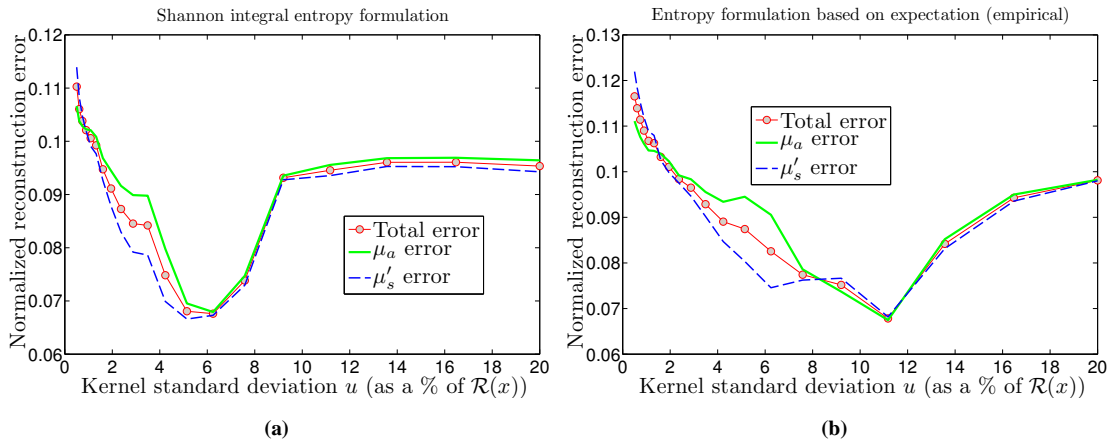 Shannon integral entropy formulation
0.12
0.11
0.1
0.09
0.08
0.07
0.06
Normalized reconstruction error
Total error
μₐ error
μ′ₛ error
0 2 4 6 8 10 12 14 16 18 20
Kernel standard deviation u (as a % of ℛ(x))
(a)
Entropy formulation based on expectation (empirical)
0.13
0.12
0.11
0.1
0.09
0.08
0.07
0.06
Normalized reconstruction error
Total error
μₐ error
μ′ₛ error
0 2 4 6 8 10 12 14 16 18 20
Kernel standard deviation u (as a % of ℛ(x))
(b)